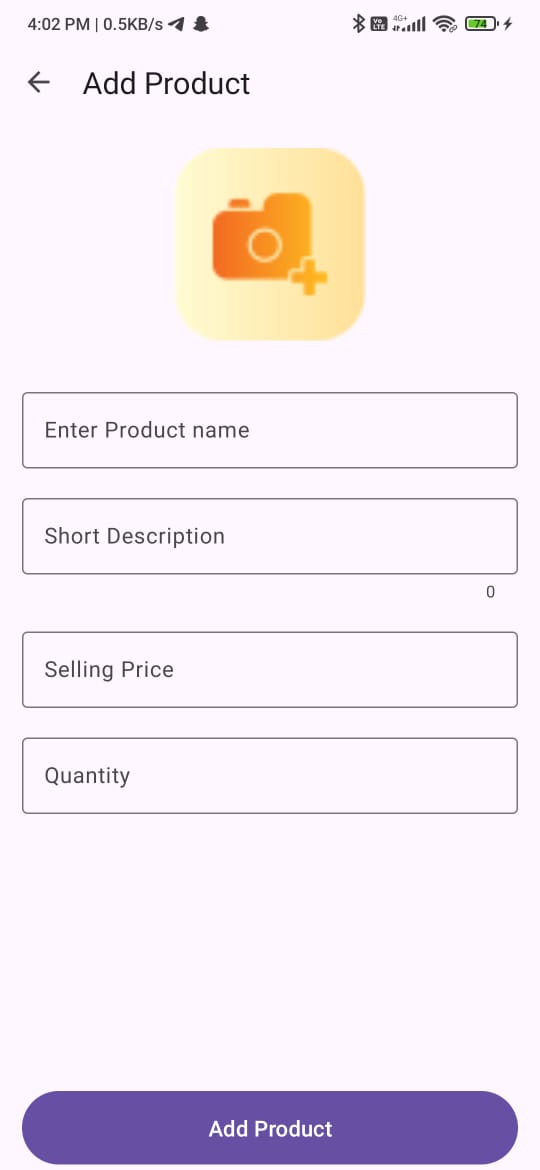 4:02 PM | 0.5KB/s
Vo
LTE
4G+
74
Add Product
Enter Product name
Short Description
0
Selling Price
Quantity
Add Product